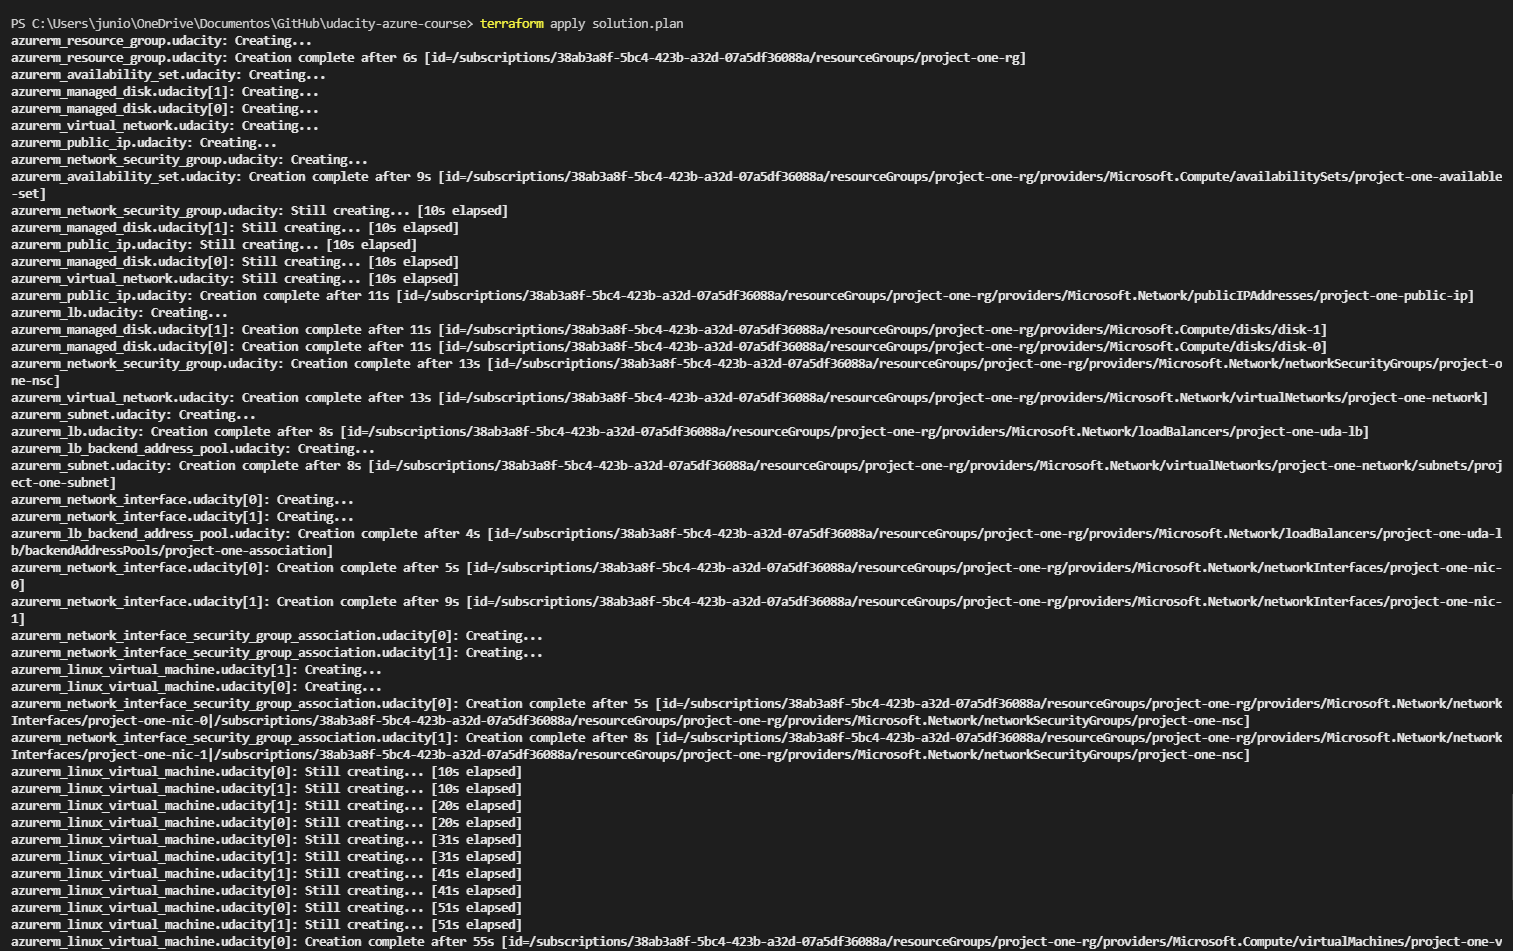 PS C:\Users\junio\OneDrive\Documentos\GitHub\udacity-azure-course> terraform apply solution.plan
azurerm_resource_group.udacity: Creating...
azurerm_resource_group.udacity: Creation complete after 6s [id=/subscriptions/38ab3a8f-5bc4-423b-a32d-07a5df36088a/resourceGroups/project-one-rg]
azurerm_availability_set.udacity: Creating...
azurerm_managed_disk.udacity[1]: Creating...
azurerm_managed_disk.udacity[0]: Creating...
azurerm_virtual_network.udacity: Creating...
azurerm_public_ip.udacity: Creating...
azurerm_network_security_group.udacity: Creating...
azurerm_availability_set.udacity: Creation complete after 9s [id=/subscriptions/38ab3a8f-5bc4-423b-a32d-07a5df36088a/resourceGroups/project-one-rg/providers/Microsoft.Compute/availabilitySets/project-one-available
-set]
azurerm_network_security_group.udacity: Still creating... [10s elapsed]
azurerm_managed_disk.udacity[1]: Still creating... [10s elapsed]
azurerm_public_ip.udacity: Still creating... [10s elapsed]
azurerm_managed_disk.udacity[0]: Still creating... [10s elapsed]
azurerm_virtual_network.udacity: Still creating... [10s elapsed]
azurerm_public_ip.udacity: Creation complete after 11s [id=/subscriptions/38ab3a8f-5bc4-423b-a32d-07a5df36088a/resourceGroups/project-one-rg/providers/Microsoft.Network/publicIPAddresses/project-one-public-ip]
azurerm_lb.udacity: Creating...
azurerm_managed_disk.udacity[1]: Creation complete after 11s [id=/subscriptions/38ab3a8f-5bc4-423b-a32d-07a5df36088a/resourceGroups/project-one-rg/providers/Microsoft.Compute/disks/disk-1]
azurerm_managed_disk.udacity[0]: Creation complete after 11s [id=/subscriptions/38ab3a8f-5bc4-423b-a32d-07a5df36088a/resourceGroups/project-one-rg/providers/Microsoft.Compute/disks/disk-0]
azurerm_network_security_group.udacity: Creation complete after 13s [id=/subscriptions/38ab3a8f-5bc4-423b-a32d-07a5df36088a/resourceGroups/project-one-rg/providers/Microsoft.Network/networkSecurityGroups/project-o
ne-nsc]
azurerm_virtual_network.udacity: Creation complete after 13s [id=/subscriptions/38ab3a8f-5bc4-423b-a32d-07a5df36088a/resourceGroups/project-one-rg/providers/Microsoft.Network/virtualNetworks/project-one-network]
azurerm_subnet.udacity: Creating...
azurerm_lb.udacity: Creation complete after 8s [id=/subscriptions/38ab3a8f-5bc4-423b-a32d-07a5df36088a/resourceGroups/project-one-rg/providers/Microsoft.Network/loadBalancers/project-one-uda-lb]
azurerm_lb_backend_address_pool.udacity: Creating...
azurerm_subnet.udacity: Creation complete after 8s [id=/subscriptions/38ab3a8f-5bc4-423b-a32d-07a5df36088a/resourceGroups/project-one-rg/providers/Microsoft.Network/virtualNetworks/project-one-network/subnets/proj
ect-one-subnet]
azurerm_network_interface.udacity[0]: Creating...
azurerm_network_interface.udacity[1]: Creating...
azurerm_lb_backend_address_pool.udacity: Creation complete after 4s [id=/subscriptions/38ab3a8f-5bc4-423b-a32d-07a5df36088a/resourceGroups/project-one-rg/providers/Microsoft.Network/loadBalancers/project-one-uda-l
b/backendAddressPools/project-one-association]
azurerm_network_interface.udacity[0]: Creation complete after 5s [id=/subscriptions/38ab3a8f-5bc4-423b-a32d-07a5df36088a/resourceGroups/project-one-rg/providers/Microsoft.Network/networkInterfaces/project-one-nic-
0]
azurerm_network_interface.udacity[1]: Creation complete after 9s [id=/subscriptions/38ab3a8f-5bc4-423b-a32d-07a5df36088a/resourceGroups/project-one-rg/providers/Microsoft.Network/networkInterfaces/project-one-nic-
1]
azurerm_network_interface_security_group_association.udacity[0]: Creating...
azurerm_network_interface_security_group_association.udacity[1]: Creating...
azurerm_linux_virtual_machine.udacity[1]: Creating...
azurerm_linux_virtual_machine.udacity[0]: Creating...
azurerm_network_interface_security_group_association.udacity[0]: Creation complete after 5s [id=/subscriptions/38ab3a8f-5bc4-423b-a32d-07a5df36088a/resourceGroups/project-one-rg/providers/Microsoft.Network/network
Interfaces/project-one-nic-0|/subscriptions/38ab3a8f-5bc4-423b-a32d-07a5df36088a/resourceGroups/project-one-rg/providers/Microsoft.Network/networkSecurityGroups/project-one-nsc]
azurerm_network_interface_security_group_association.udacity[1]: Creation complete after 8s [id=/subscriptions/38ab3a8f-5bc4-423b-a32d-07a5df36088a/resourceGroups/project-one-rg/providers/Microsoft.Network/network
Interfaces/project-one-nic-1|/subscriptions/38ab3a8f-5bc4-423b-a32d-07a5df36088a/resourceGroups/project-one-rg/providers/Microsoft.Network/networkSecurityGroups/project-one-nsc]
azurerm_linux_virtual_machine.udacity[0]: Still creating... [10s elapsed]
azurerm_linux_virtual_machine.udacity[1]: Still creating... [10s elapsed]
azurerm_linux_virtual_machine.udacity[1]: Still creating... [20s elapsed]
azurerm_linux_virtual_machine.udacity[0]: Still creating... [20s elapsed]
azurerm_linux_virtual_machine.udacity[0]: Still creating... [31s elapsed]
azurerm_linux_virtual_machine.udacity[1]: Still creating... [31s elapsed]
azurerm_linux_virtual_machine.udacity[1]: Still creating... [41s elapsed]
azurerm_linux_virtual_machine.udacity[0]: Still creating... [41s elapsed]
azurerm_linux_virtual_machine.udacity[0]: Still creating... [51s elapsed]
azurerm_linux_virtual_machine.udacity[1]: Still creating... [51s elapsed]
azurerm_linux_virtual_machine.udacity[0]: Creation complete after 55s [id=/subscriptions/38ab3a8f-5bc4-423b-a32d-07a5df36088a/resourceGroups/project-one-rg/providers/Microsoft.Compute/virtualMachines/project-one-v